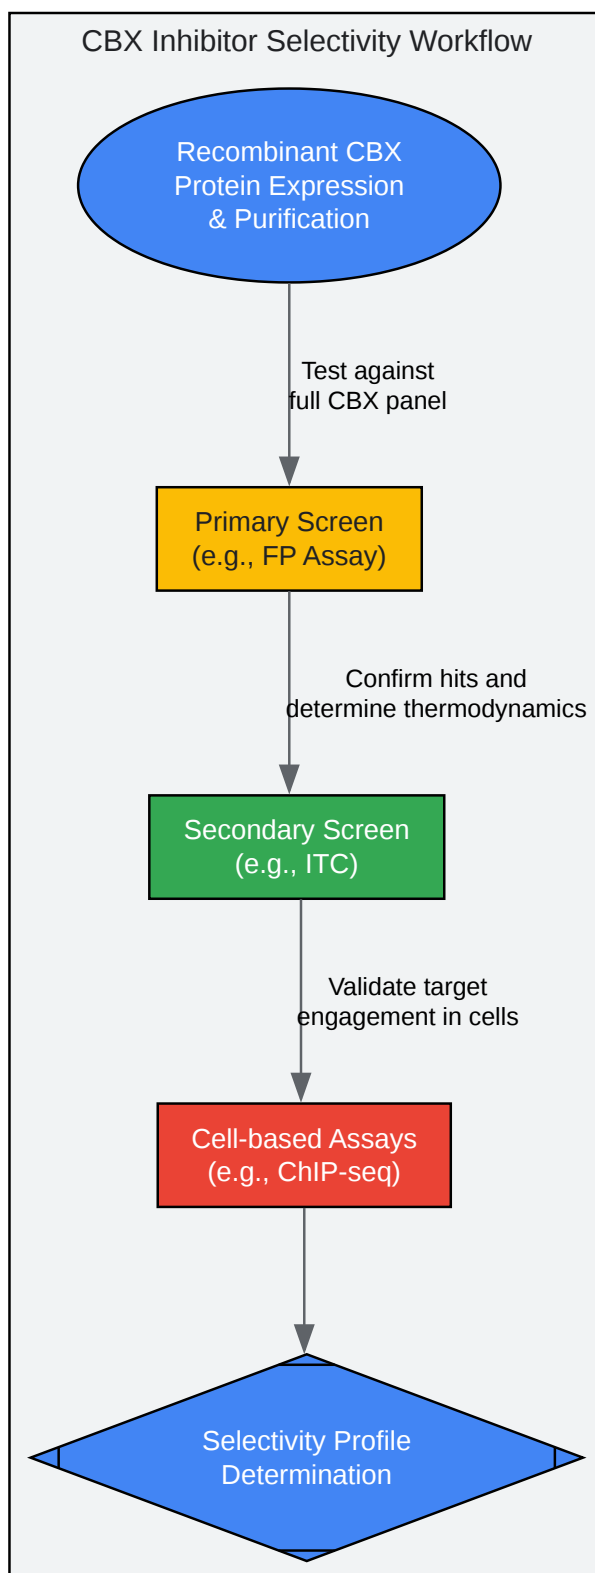 CBX Inhibitor Selectivity Workflow
Recombinant CBX
Protein Expression
& Purification
Test against
full CBX panel
Primary Screen
(e.g., FP Assay)
Confirm hits and
determine thermodynamics
Secondary Screen
(e.g., ITC)
Validate target
engagement in cells
Cell-based Assays
(e.g., ChIP-seq)
Selectivity Profile
Determination